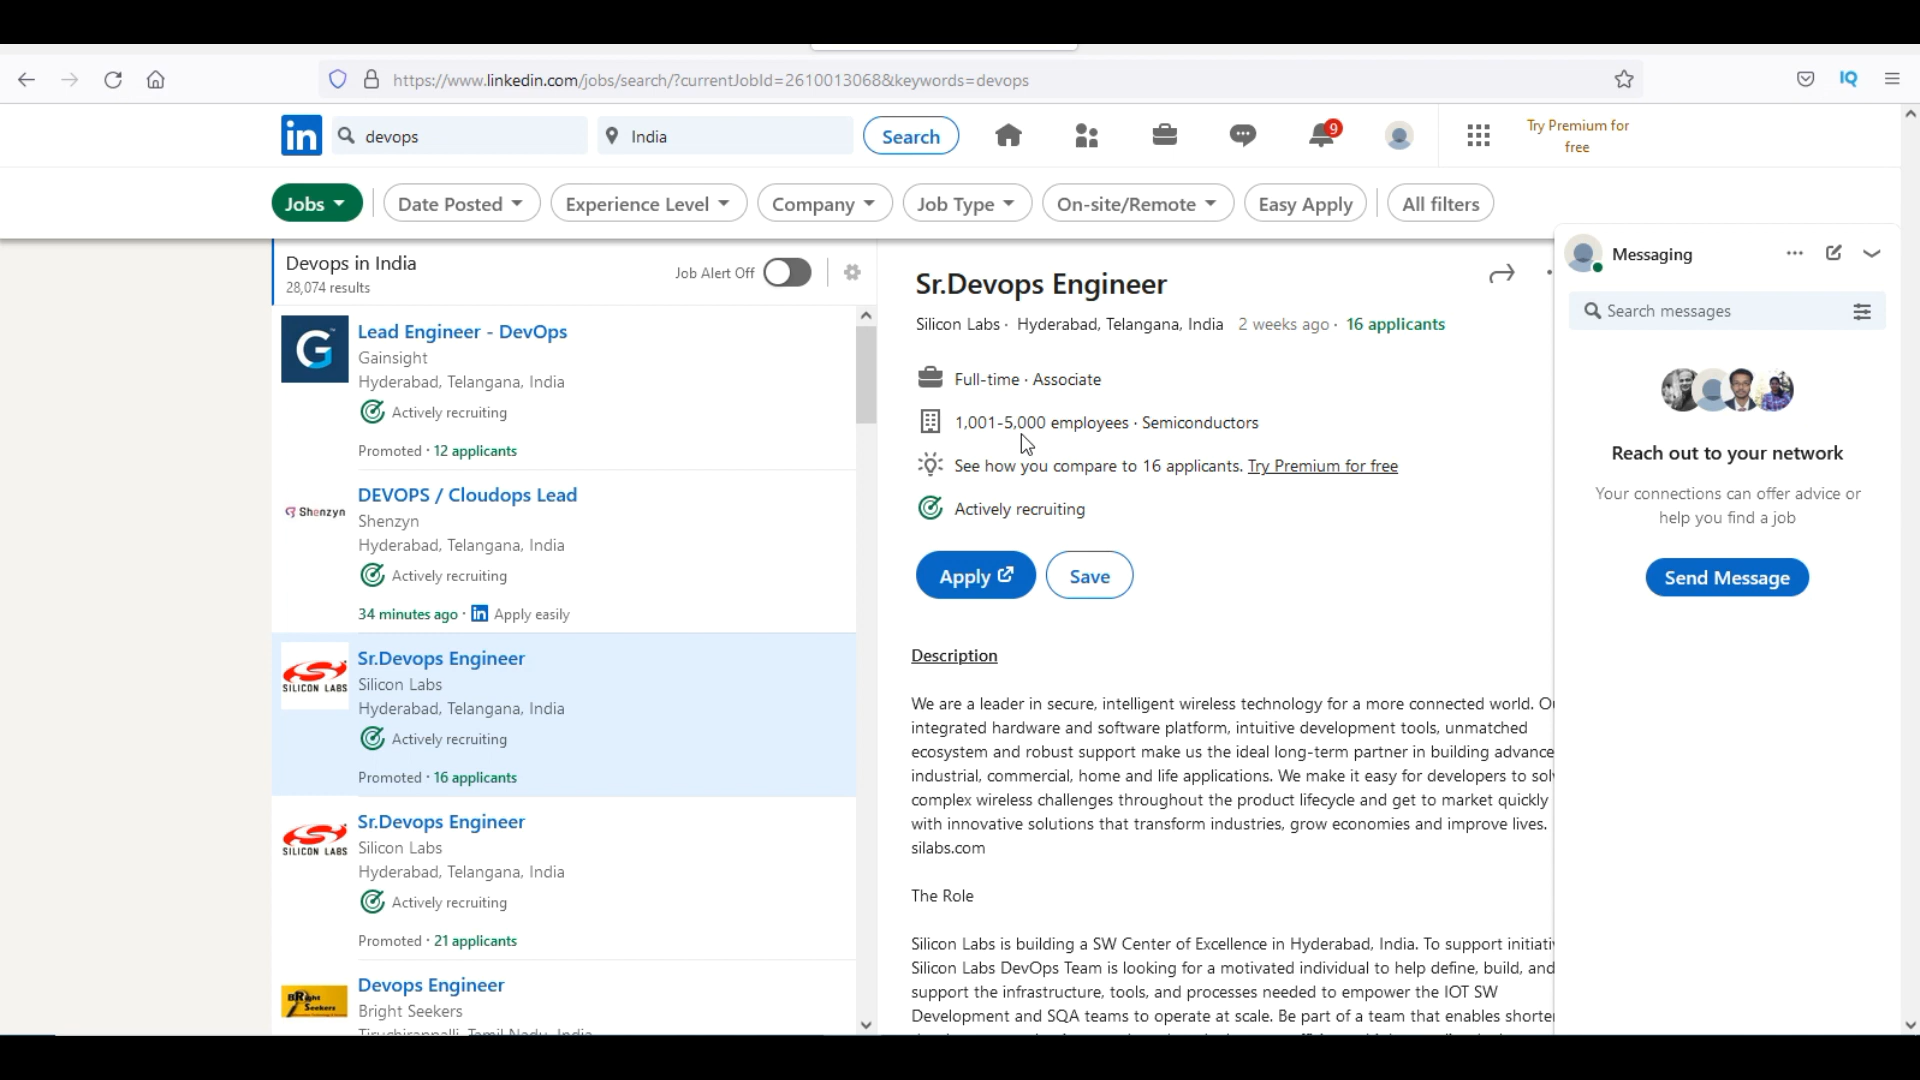 https://www.linkedin.com/jobs/search/?currentJobId=2610013068&keywords=devops
IQ
in
devops
India
Search
9
Try Premium for
free
Jobs
Date Posted
Experience Level
Company
Job Type
On-site/Remote
Easy Apply
All filters
Devops in India
28,074 results
Job Alert Off
G
Lead Engineer - DevOps
Gainsight
Hyderabad, Telangana, India
Actively recruiting
Promoted · 12 applicants
Shenzyn
DEVOPS / Cloudops Lead
Shenzyn
Hyderabad, Telangana, India
Actively recruiting
34 minutes ago · in Apply easily
SILICON LABS
Sr.Devops Engineer
Silicon Labs
Hyderabad, Telangana, India
Actively recruiting
Promoted · 16 applicants
SILICON LABS
Sr.Devops Engineer
Silicon Labs
Hyderabad, Telangana, India
Actively recruiting
Promoted · 21 applicants
BRight
Seekers
Devops Engineer
Bright Seekers
Tiruchirappalli, Tamil Nadu, India
Sr.Devops Engineer
Silicon Labs · Hyderabad, Telangana, India 2 weeks ago · 16 applicants
Full-time · Associate
1,001-5,000 employees · Semiconductors
See how you compare to 16 applicants. Try Premium for free
Actively recruiting
Apply
Save
Description
We are a leader in secure, intelligent wireless technology for a more connected world.
integrated hardware and software platform, intuitive development tools, unmatched
ecosystem and robust support make us the ideal long-term partner in building advance
industrial, commercial, home and life applications. We make it easy for developers to
complex wireless challenges throughout the product lifecycle and get to market quickly
with innovative solutions that transform industries, grow economies and improve lives.
silabs.com
The Role
Silicon Labs is building a SW Center of Excellence in Hyderabad, India. To support
Silicon Labs DevOps Team is looking for a motivated individual to help define, build, and
support the infrastructure, tools, and processes needed to empower the IOT SW
Development and SQA teams to operate at scale. Be part of a team that enables shorte
Messaging
Search messages
Reach out to your network
Your connections can offer advice or
help you find a job
Send Message